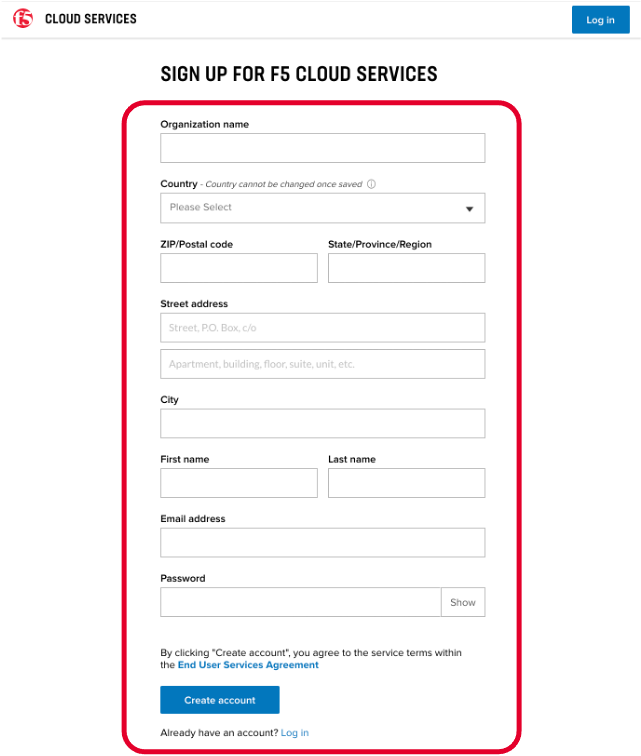 f5 CLOUD SERVICES
Log in
SIGN UP FOR F5 CLOUD SERVICES
Organization name
Country - Country cannot be changed once saved ⓘ
Please Select
ZIP/Postal code State/Province/Region
Street address
Street, P.O. Box, c/o
Apartment, building, floor, suite, unit, etc.
City
First name Last name
Email address
Password
Show
By clicking "Create account", you agree to the service terms within
the End User Services Agreement
Create account
Already have an account? Log in